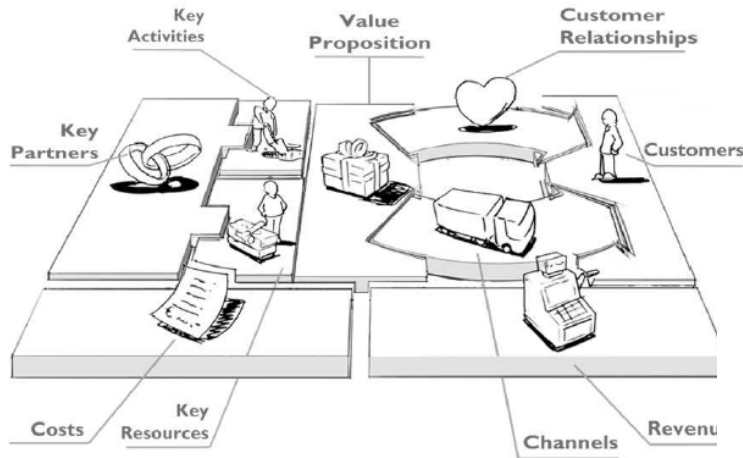 Key
Activities
Value
Proposition
Customer
Relationships
Key
Partners
Customers
Costs
Key
Resources
Channels
Revenu